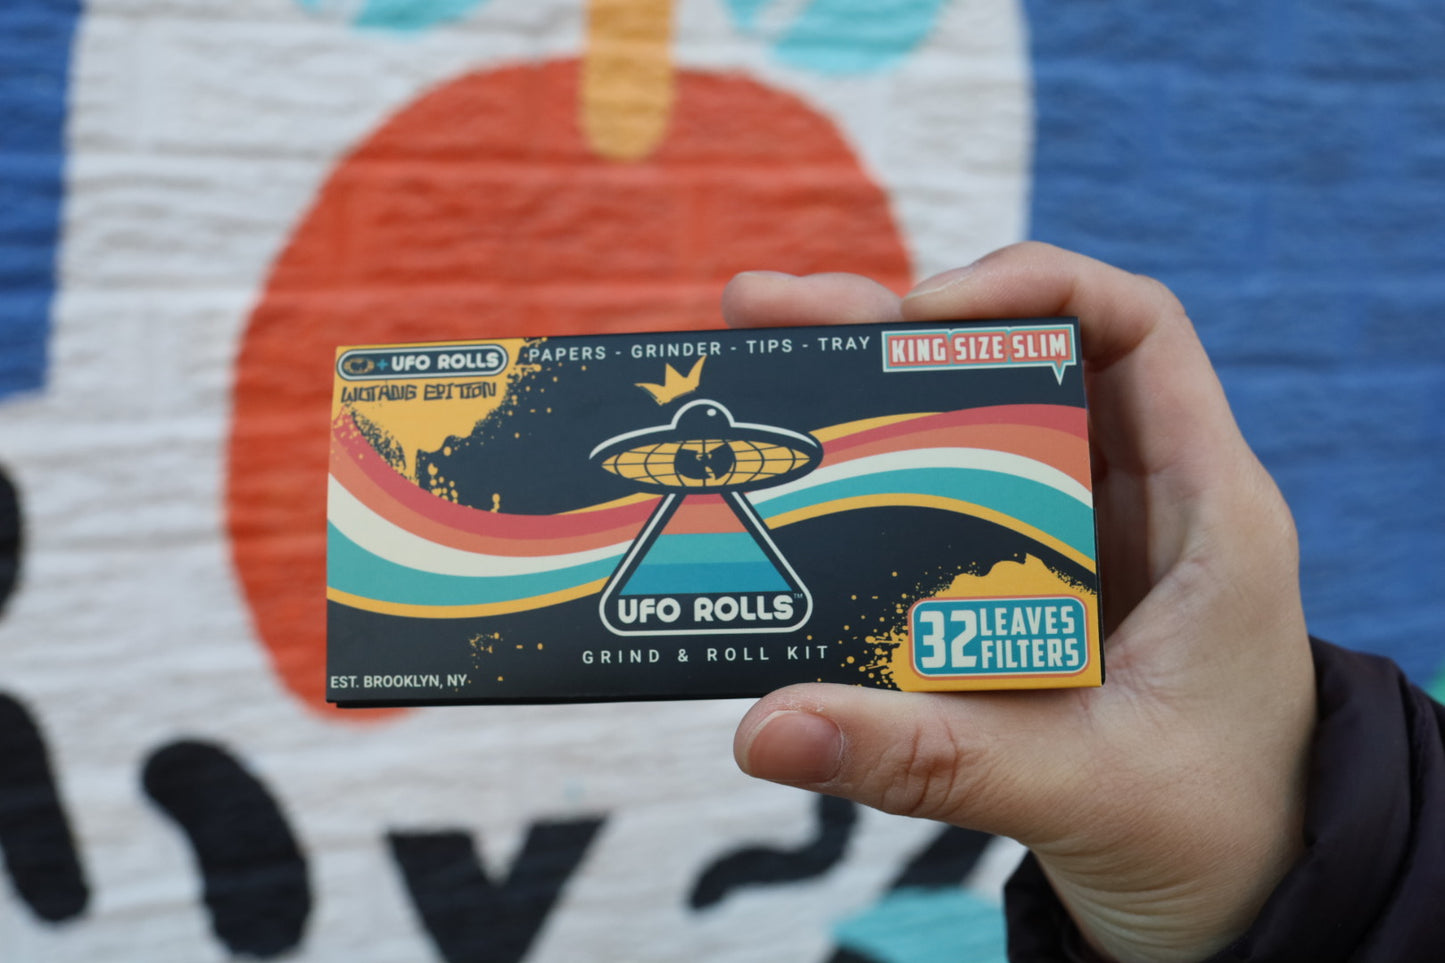 + UFO ROLLS
WUTANG EDITION
PAPERS - GRINDER - TIPS - TRAY
KING SIZE SLIM
UFO ROLLS™
GRIND & ROLL KIT
EST. BROOKLYN, NY
32 LEAVES
FILTERS